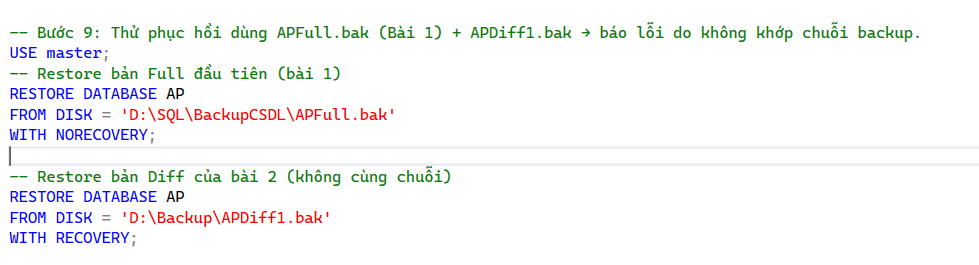 -- Bước 9: Thử phục hồi dùng APFull.bak (Bài 1) + APDiff1.bak → báo lỗi do không khớp chuỗi backup.
USE master;
-- Restore bản Full đầu tiên (bài 1)
RESTORE DATABASE AP
FROM DISK = 'D:\SQL\BackupCSDL\APFull.bak'
WITH NORECOVERY;
-- Restore bản Diff của bài 2 (không cùng chuỗi)
RESTORE DATABASE AP
FROM DISK = 'D:\Backup\APDiff1.bak'
WITH RECOVERY;